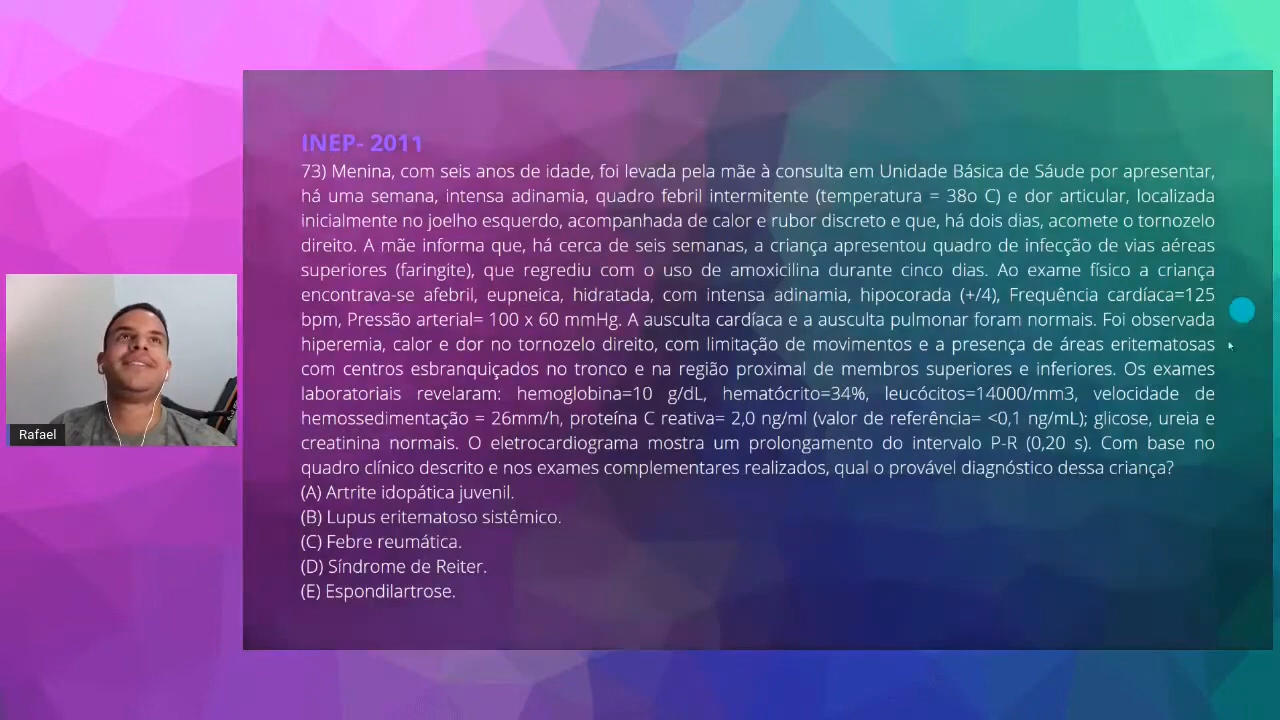 INEP- 2011
73) Menina, com seis anos de idade, foi levada pela mãe à consulta em Unidade Básica de Sáude por apresentar,
há uma semana, intensa adinamia, quadro febril intermitente (temperatura = 38o C) e dor articular, localizada
inicialmente no joelho esquerdo, acompanhada de calor e rubor discreto e que, há dois dias, acomete o tornozelo
direito. A mãe informa que, há cerca de seis semanas, a criança apresentou quadro de infecção de vias aéreas
superiores (faringite), que regrediu com o uso de amoxicilina durante cinco dias. Ao exame físico a criança
encontrava-se afebril, eupneica, hidratada, com intensa adinamia, hipocorada (+/4), Frequência cardíaca=125
bpm, Pressão arterial= 100 x 60 mmHg. A ausculta cardíaca e a ausculta pulmonar foram normais. Foi observada
hiperemia, calor e dor no tornozelo direito, com limitação de movimentos e a presença de áreas eritematosas
com centros esbranquiçados no tronco e na região proximal de membros superiores e inferiores. Os exames
laboratoriais revelaram: hemoglobina=10 g/dL, hematócrito=34%, leucócitos=14000/mm3, velocidade de
hemossedimentação = 26mm/h, proteína C reativa= 2,0 ng/ml (valor de referência= <0,1 ng/mL); glicose, ureia e
creatinina normais. O eletrocardiograma mostra um prolongamento do intervalo P-R (0,20 s). Com base no
quadro clínico descrito e nos exames complementares realizados, qual o provável diagnóstico dessa criança?
(A) Artrite idopática juvenil.
(B) Lupus eritematoso sistêmico.
(C) Febre reumática.
(D) Síndrome de Reiter.
(E) Espondilartrose.
Rafael